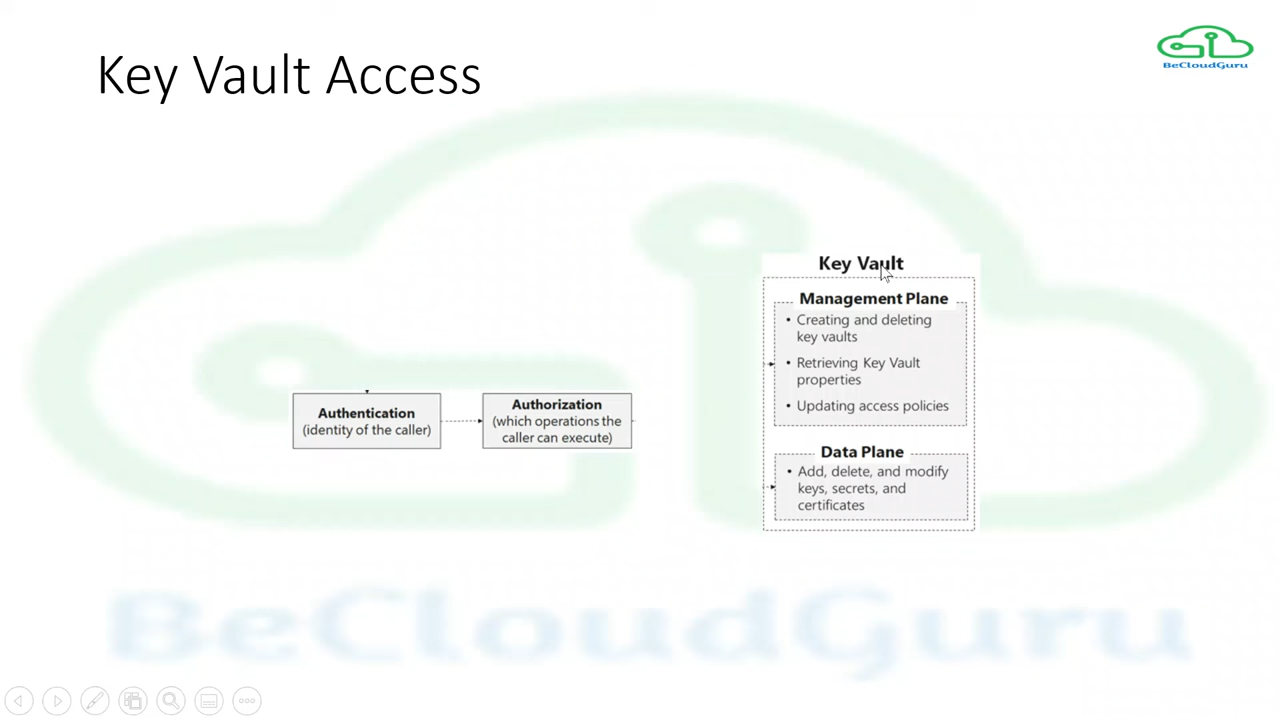 Key Vault Access
BeCloudGuru
Key Vault
Management Plane
• Creating and deleting
key vaults
• Retrieving Key Vault
properties
• Updating access policies
Authentication
(identity of the caller)
Authorization
(which operations the
caller can execute)
Data Plane
• Add, delete, and modify
keys, secrets, and
certificates
BeCloudGuru